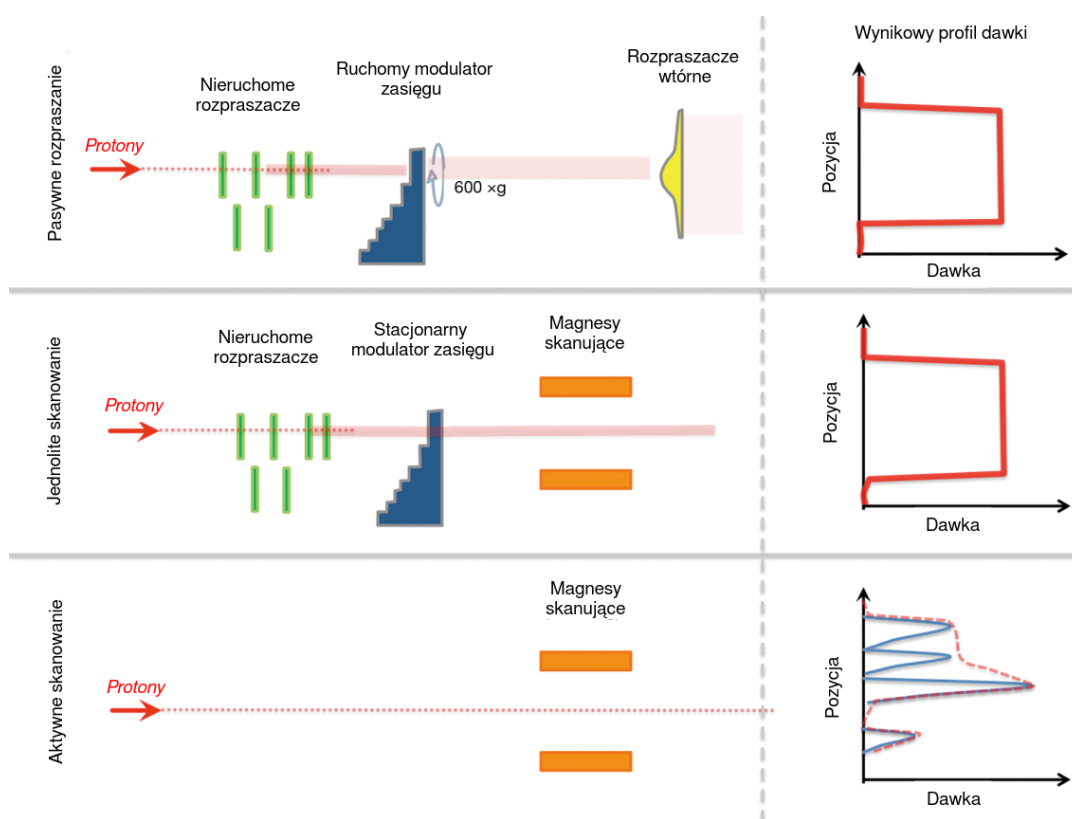 Pasywne rozpraszanie
Protony
Nieruchome
rozpraszacze
Ruchomy modulator
zasięgu
600 ×g
Rozpraszacze
wtórne
Wynikowy profil dawki
Pozycja
Dawka
Jednolite skanowanie
Protony
Nieruchome
rozpraszacze
Stacjonarny
modulator zasięgu
Magnesy
skanujące
Pozycja
Dawka
Aktywne skanowanie
Protony
Magnesy
skanujące
Pozycja
Dawka